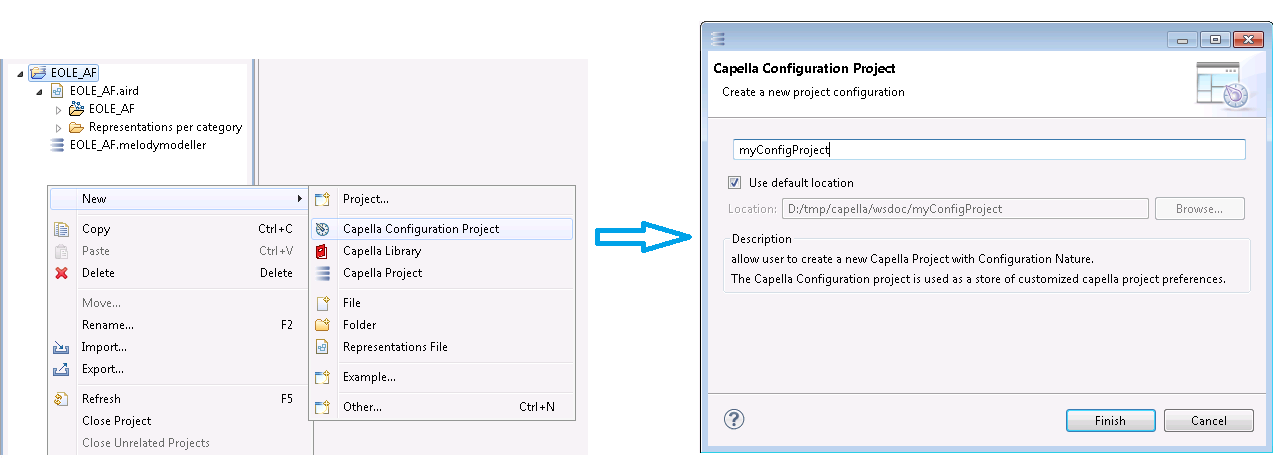 EOLE_AF
EOLE_AF.aird
EOLE_AF
Representations per category
EOLE_AF.melodymodeller
New
Copy Ctrl+C
Paste Ctrl+V
Delete Delete
Move...
Rename... F2
Import...
Export...
Refresh F5
Close Project
Close Unrelated Projects
Project...
Capella Configuration Project
Capella Library
Capella Project
File
Folder
Representations File
Example...
Other... Ctrl+N
Capella Configuration Project
Create a new project configuration
myConfigProject
Use default location
Location: D:/tmp/capella/wsdoc/myConfigProject Browse...
Description
allow user to create a new Capella Project with Configuration Nature.
The Capella Configuration project is used as a store of customized capella project preferences.
? Finish Cancel